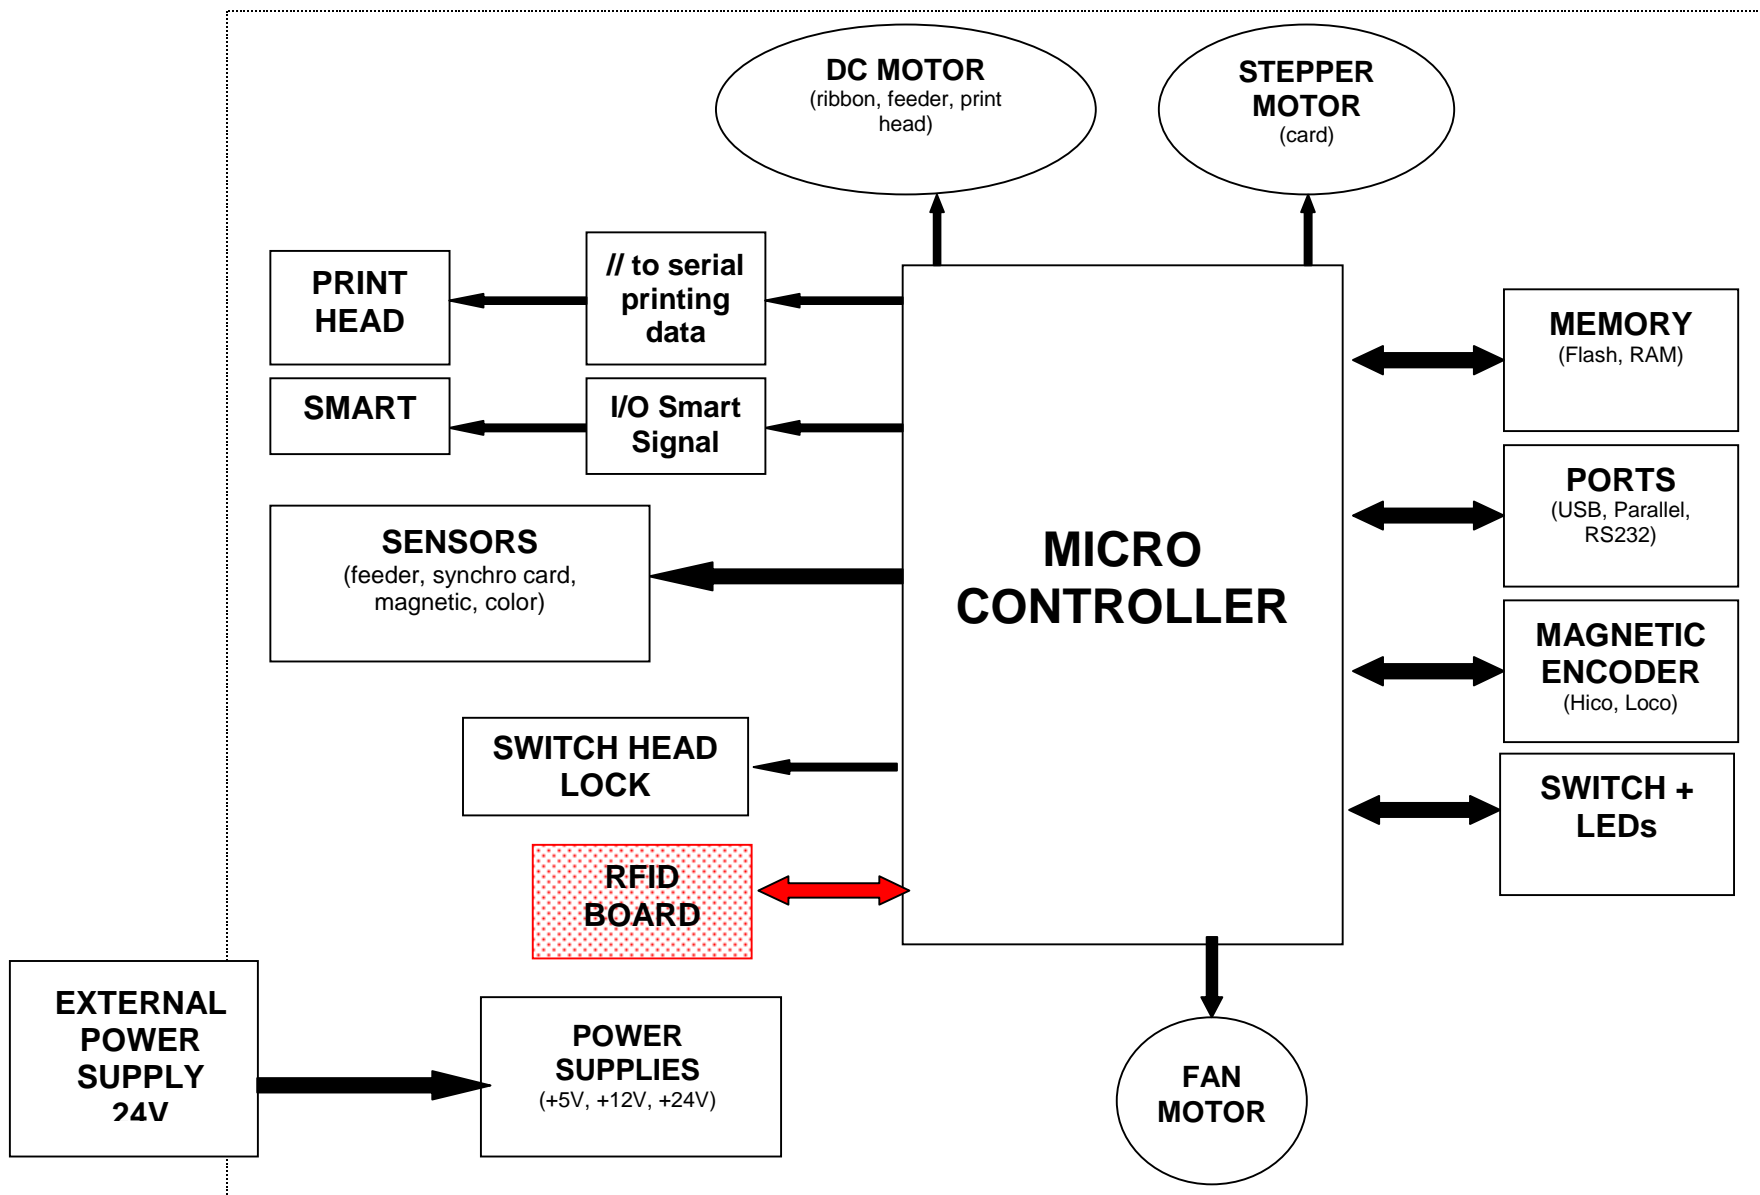 DC MOTOR
(ribbon, feeder, print
head)
STEPPER
MOTOR
(card)
PRINT
HEAD
// to serial
printing
data
MEMORY
(Flash, RAM)
SMART
I/O Smart
Signal
PORTS
(USB, Parallel,
RS232)
SENSORS
(feeder, synchro card,
magnetic, color)
MICRO
CONTROLLER
MAGNETIC
ENCODER
(Hico, Loco)
SWITCH HEAD
LOCK
SWITCH +
LEDs
RFID
BOARD
EXTERNAL
POWER
SUPPLY
24V
POWER
SUPPLIES
(+5V, +12V, +24V)
FAN
MOTOR